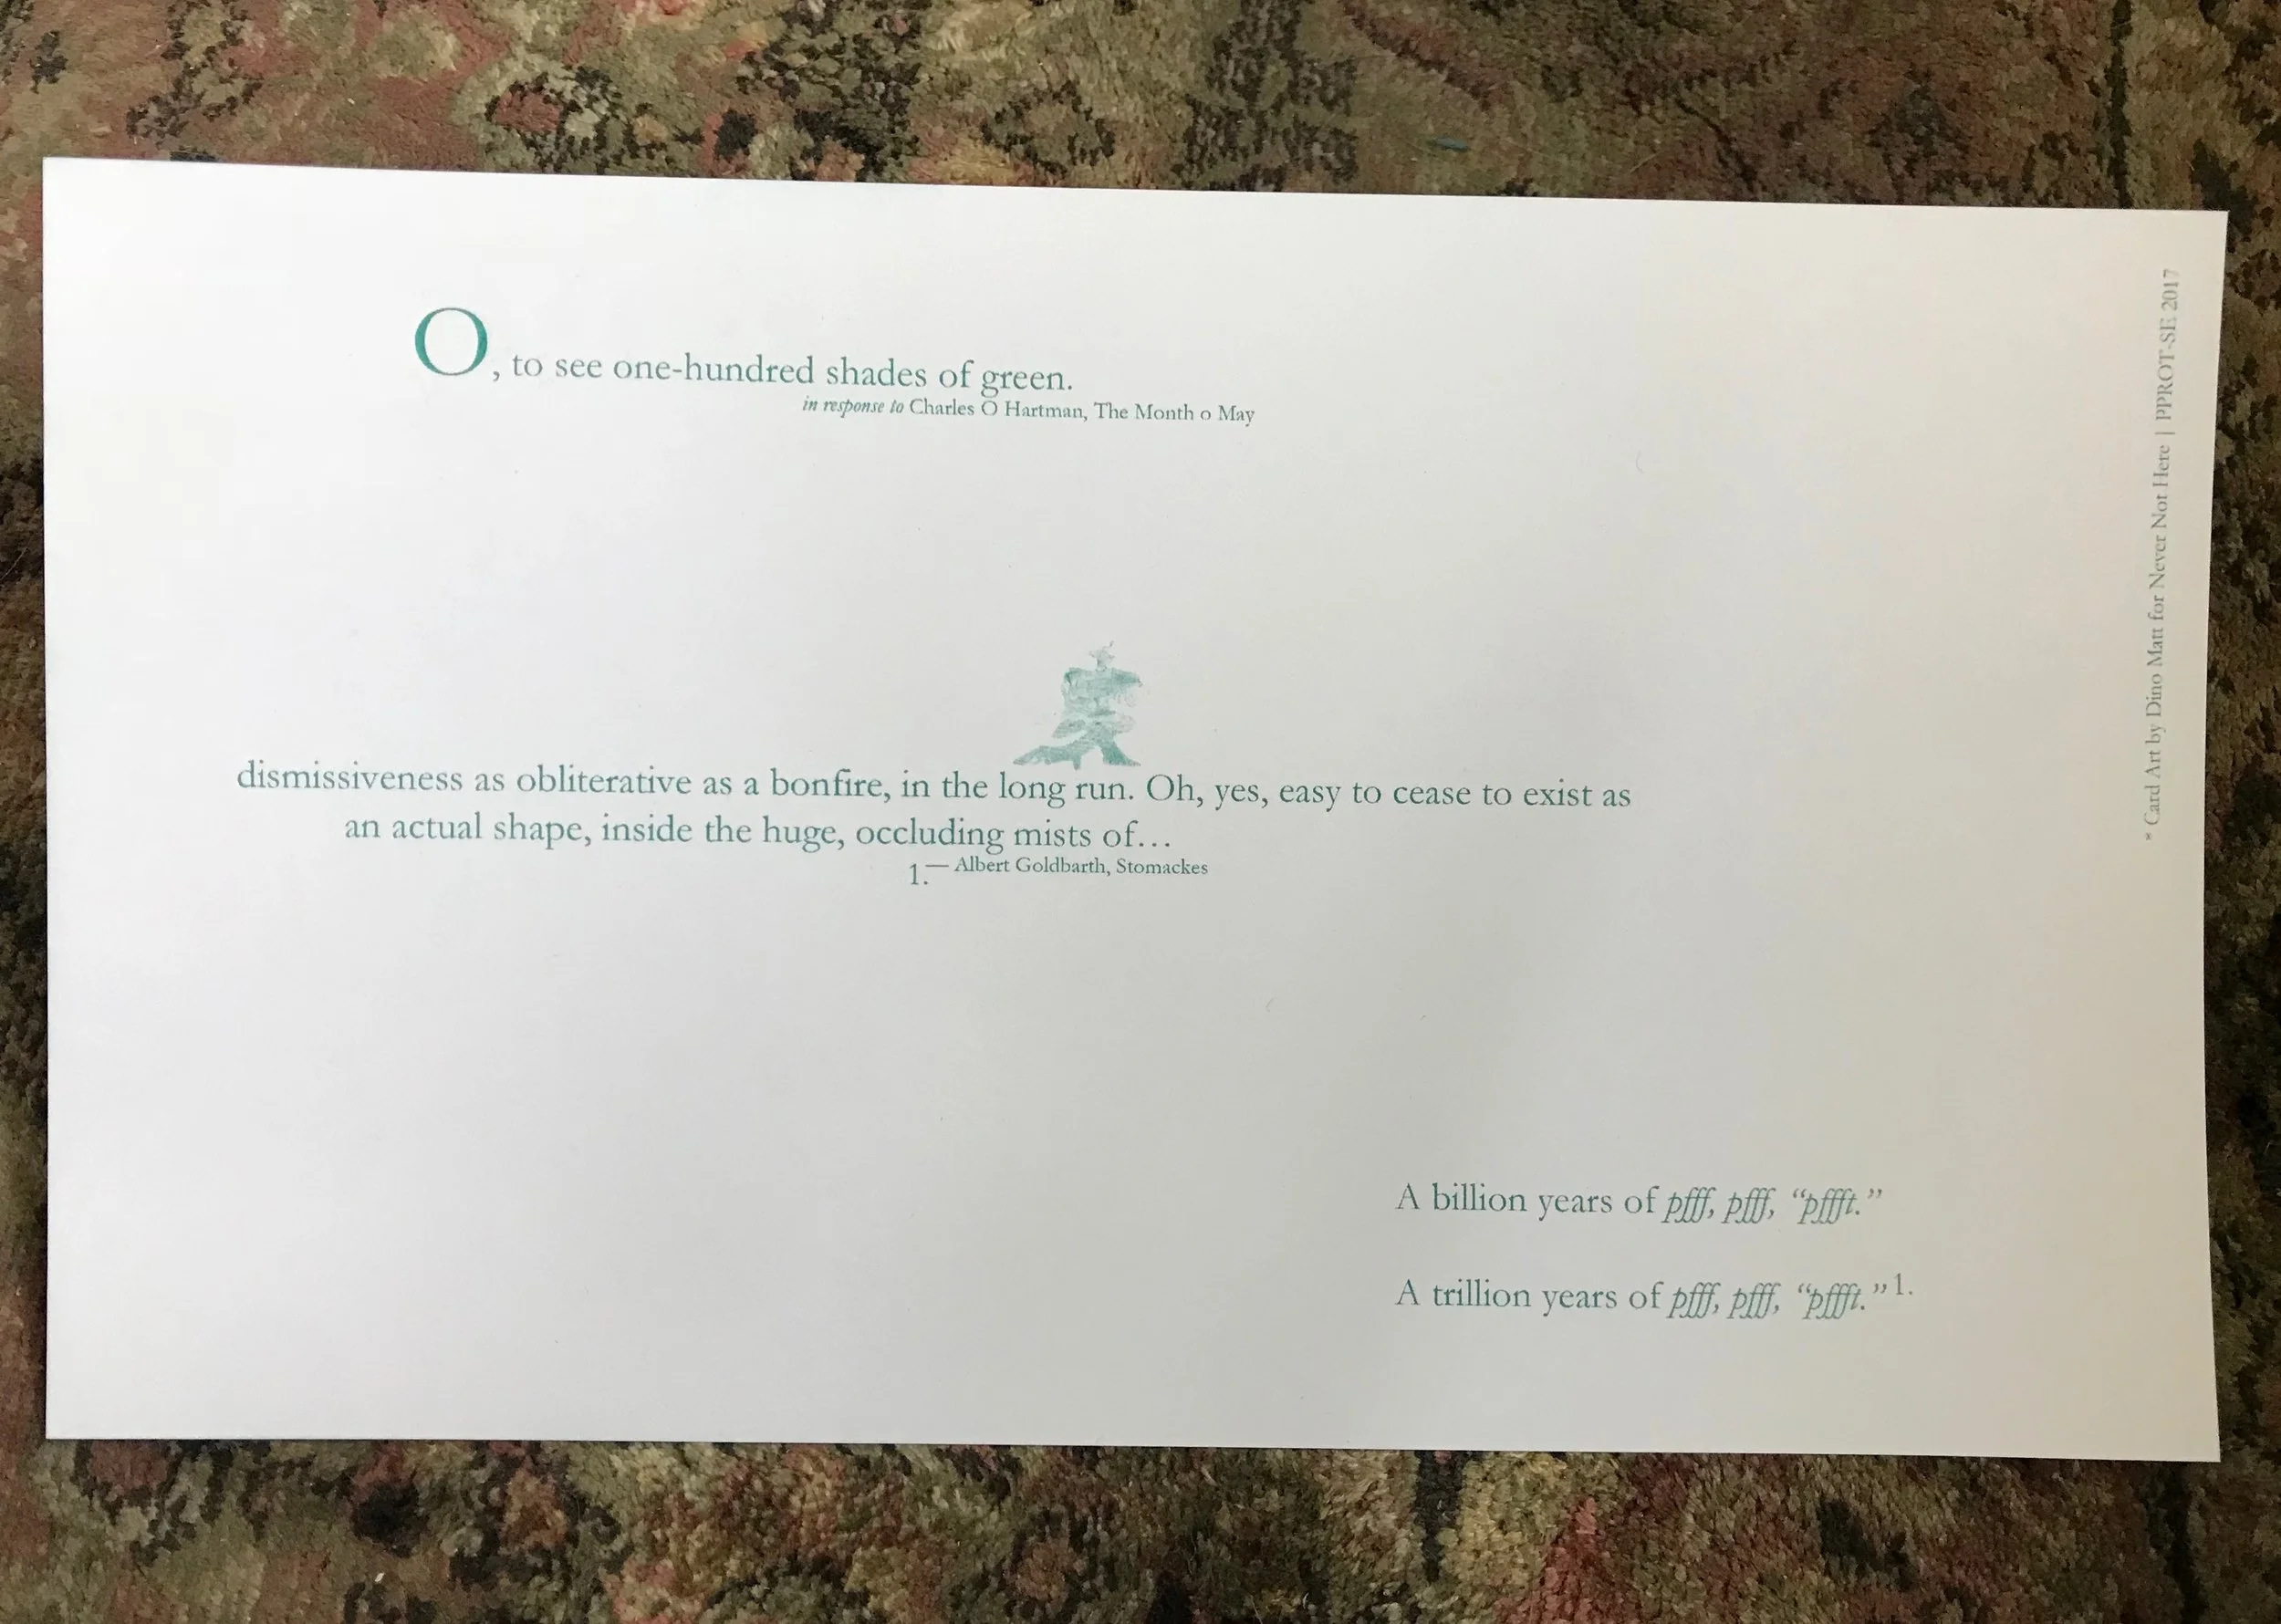 O, to see one-hundred shades of green.
in response to Charles O Hartman, The Month o May
dismissiveness as obliterative as a bonfire, in the long run. Oh, yes, easy to cease to exist as
an actual shape, inside the huge, occluding mists of…
1.— Albert Goldbarth, Stomackes
A billion years of pfff, pfff, “pffft.”
A trillion years of pfff, pfff, “pffft.”1.
* Card Art by Dino Matt for Never Not Here | PPROT-SE 2017